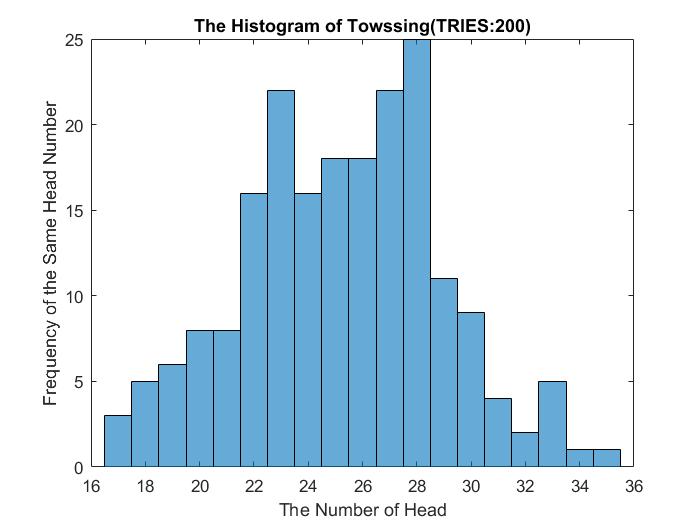 The Histogram of Towssing(TRIES:200)
25
20
15
10
5
0
Frequency of the Same Head Number
16 18 20 22 24 26 28 30 32 34 36
The Number of Head